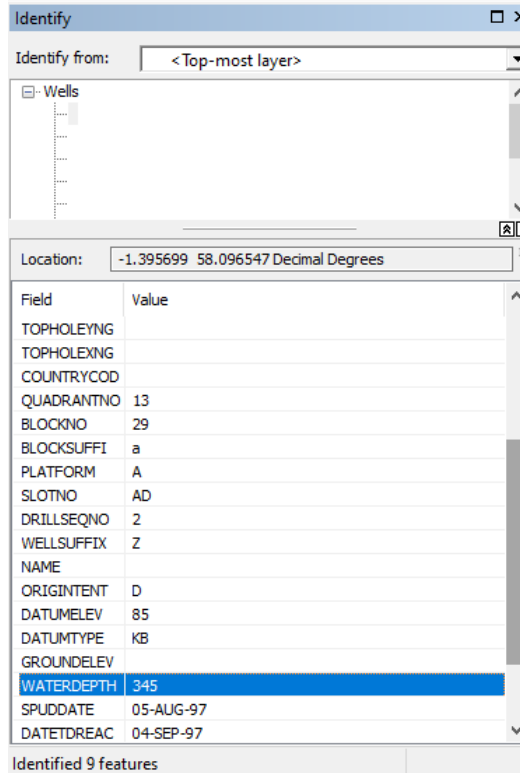 Identify
Identify from: <Top-most layer>
Wells
Location: -1.395699 58.096547 Decimal Degrees
Field Value
TOPHOLEYNG
TOPHOLEXNG
COUNTRYCOD
QUADRANTNO 13
BLOCKNO 29
BLOCKSUFFI a
PLATFORM A
SLOTNO AD
DRILLSEQNO 2
WELLSUFFIX Z
NAME
ORIGINTENT D
DATUMELEV 85
DATUMTYPE KB
GROUNDELEV
WATERDEPTH 345
SPUDDATE 05-AUG-97
DATETDREAC 04-SEP-97
Identified 9 features